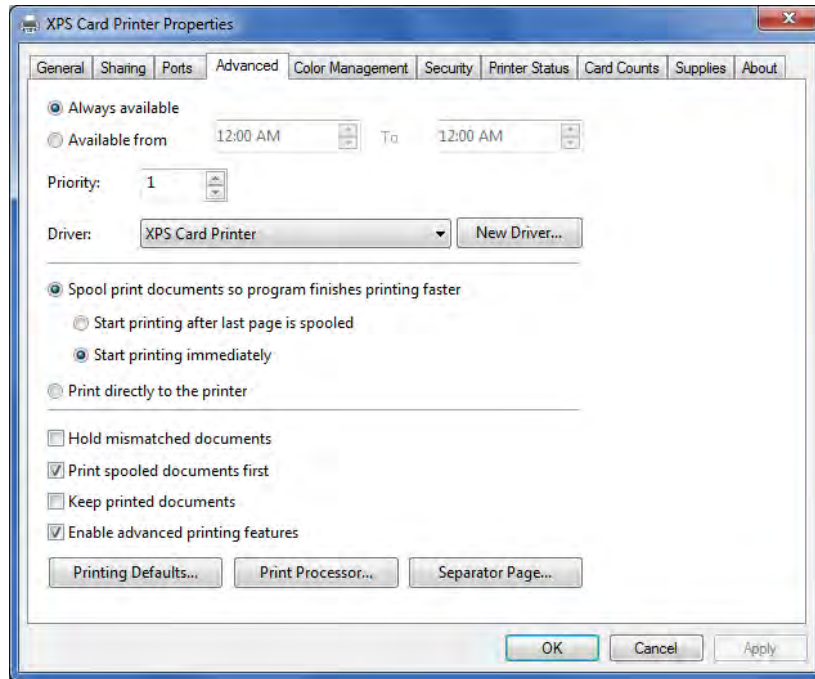 XPS Card Printer Properties
General Sharing Ports Advanced Color Management Security Printer Status Card Counts Supplies About
Always available
Available from 12:00 AM To 12:00 AM
Priority: 1
Driver: XPS Card Printer New Driver...
Spool print documents so program finishes printing faster
Start printing after last page is spooled
Start printing immediately
Print directly to the printer
Hold mismatched documents
Print spooled documents first
Keep printed documents
Enable advanced printing features
Printing Defaults... Print Processor... Separator Page...
OK Cancel Apply